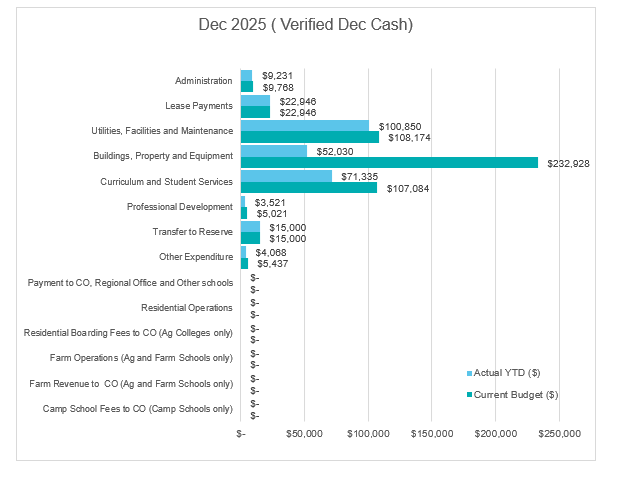 Dec 2025 ( Verified Dec Cash)
Administration
$9,231
$9,768
Lease Payments
$22,946
$22,946
Utilities, Facilities and Maintenance
$100,850
$108,174
Buildings, Property and Equipment
$52,030
$232,928
Curriculum and Student Services
$71,335
$107,084
Professional Development
$3,521
$5,021
Transfer to Reserve
$15,000
$15,000
Other Expenditure
$4,068
$5,437
Payment to CO, Regional Office and Other schools
$-
$-
Residential Operations
$-
$-
Residential Boarding Fees to CO (Ag Colleges only)
$-
$-
Farm Operations (Ag and Farm Schools only)
$-
$-
Farm Revenue to  CO (Ag and Farm Schools only)
$-
$-
Camp School Fees to CO (Camp Schools only)
$-
$-
Actual YTD ($)
Current Budget ($)
$- $50,000 $100,000 $150,000 $200,000 $250,000